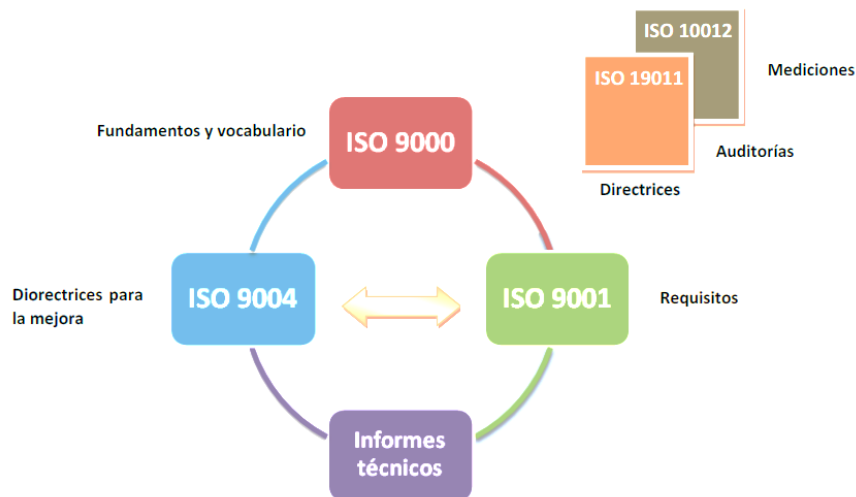 ISO 10012
ISO 19011
Mediciones
Auditorías
Directrices
Fundamentos y vocabulario
ISO 9000
Diorectrices para
la mejora
ISO 9004
ISO 9001
Requisitos
Informes
técnicos